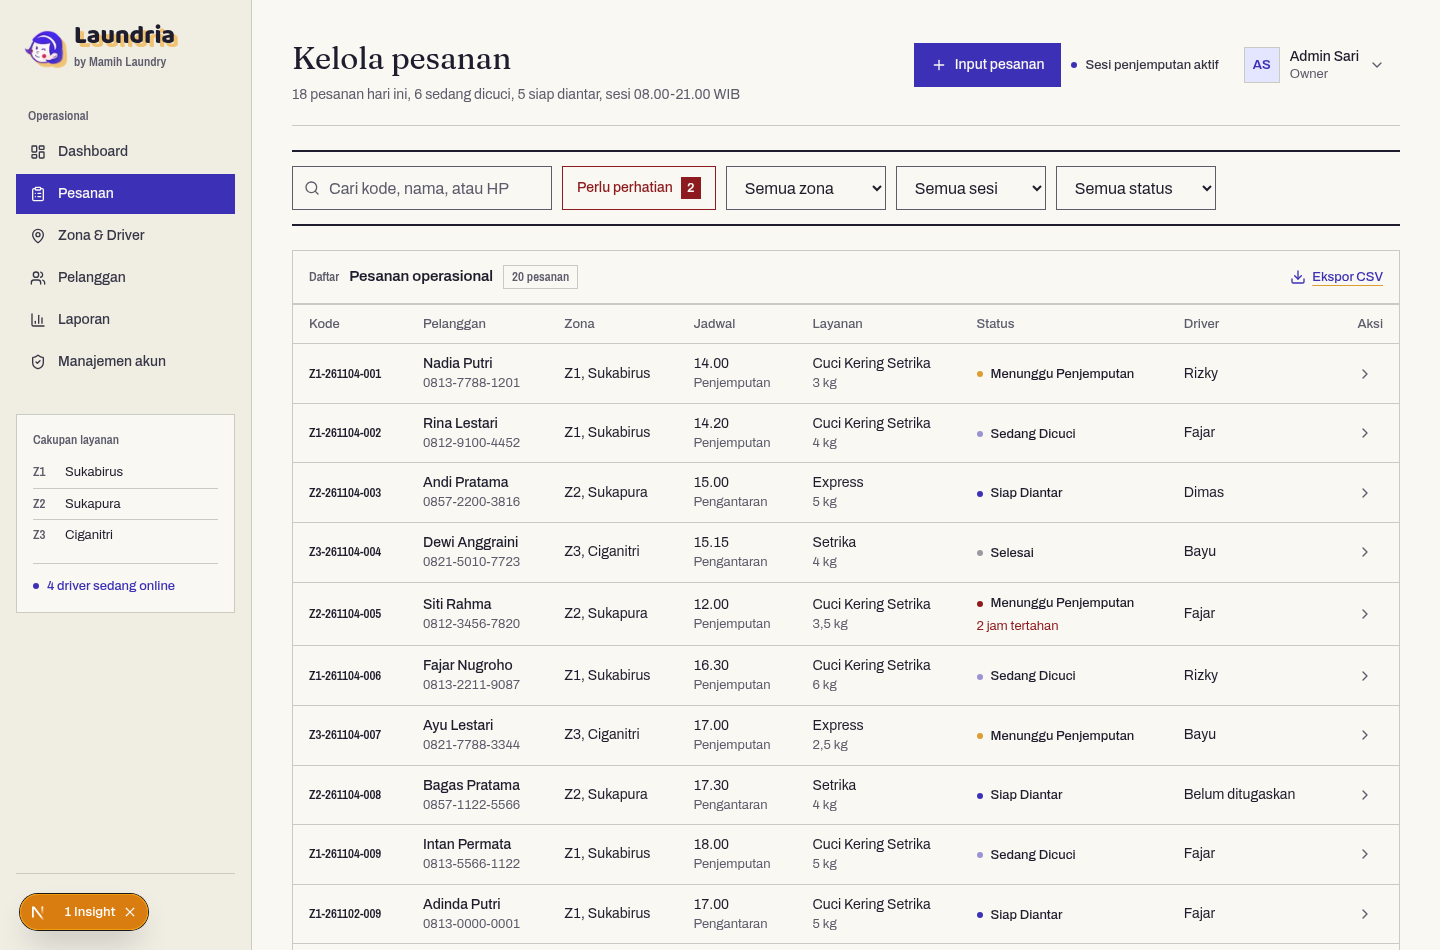 Laundria
by Mamih Laundry
Operasional
Dashboard
Pesanan
Zona & Driver
Pelanggan
Laporan
Manajemen akun
Cakupan layanan
Z1 Sukabirus
Z2 Sukapura
Z3 Ciganitri
4 driver sedang online
1 Insight
Kelola pesanan
18 pesanan hari ini, 6 sedang dicuci, 5 siap diantar, sesi 08.00-21.00 WIB
Input pesanan
Sesi penjemputan aktif
AS
Admin Sari
Owner
Cari kode, nama, atau HP
Perlu perhatian 2
Semua zona
Semua sesi
Semua status
Daftar Pesanan operasional 20 pesanan
Ekspor CSV
Kode Pelanggan Zona Jadwal Layanan Status Driver Aksi
Z1-261104-001 Nadia Putri Z1, Sukabirus 14.00 Cuci Kering Setrika Menunggu Penjemputan Rizky
0813-7788-1201 Penjemputan 3 kg
Z1-261104-002 Rina Lestari Z1, Sukabirus 14.20 Cuci Kering Setrika Sedang Dicuci Fajar
0812-9100-4452 Penjemputan 4 kg
Z2-261104-003 Andi Pratama Z2, Sukapura 15.00 Express Siap Diantar Dimas
0857-2200-3816 Pengantaran 5 kg
Z3-261104-004 Dewi Anggraini Z3, Ciganitri 15.15 Setrika Selesai Bayu
0821-5010-7723 Pengantaran 4 kg
Z2-261104-005 Siti Rahma Z2, Sukapura 12.00 Cuci Kering Setrika Menunggu Penjemputan Fajar
0812-3456-7820 Penjemputan 3,5 kg 2 jam tertahan
Z1-261104-006 Fajar Nugroho Z1, Sukabirus 16.30 Cuci Kering Setrika Sedang Dicuci Rizky
0813-2211-9087 Penjemputan 6 kg
Z3-261104-007 Ayu Lestari Z3, Ciganitri 17.00 Express Menunggu Penjemputan Bayu
0821-7788-3344 Penjemputan 2,5 kg
Z2-261104-008 Bagas Pratama Z2, Sukapura 17.30 Setrika Siap Diantar Belum ditugaskan
0857-1122-5566 Pengantaran 4 kg
Z1-261104-009 Intan Permata Z1, Sukabirus 18.00 Cuci Kering Setrika Sedang Dicuci Fajar
0813-5566-1122 Penjemputan 5 kg
Z1-261102-009 Adinda Putri Z1, Sukabirus 17.00 Cuci Kering Setrika Siap Diantar Fajar
0813-0000-0001 Pengantaran 5 kg